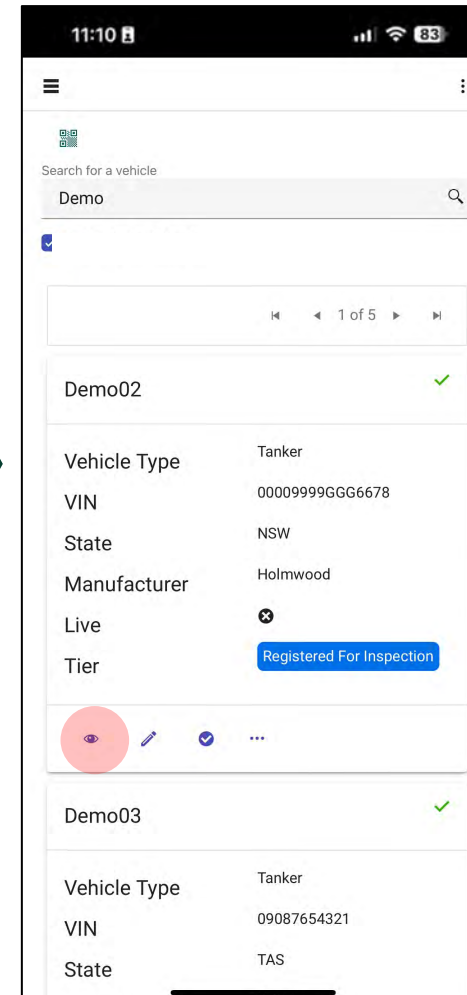 11:10
83
Search for a vehicle
Demo
1 of 5
Demo02
Vehicle Type Tanker
VIN 00009999GGG6678
State NSW
Manufacturer Holmwood
Live
Tier Registered For Inspection
Demo03
Vehicle Type Tanker
VIN 09087654321
State TAS